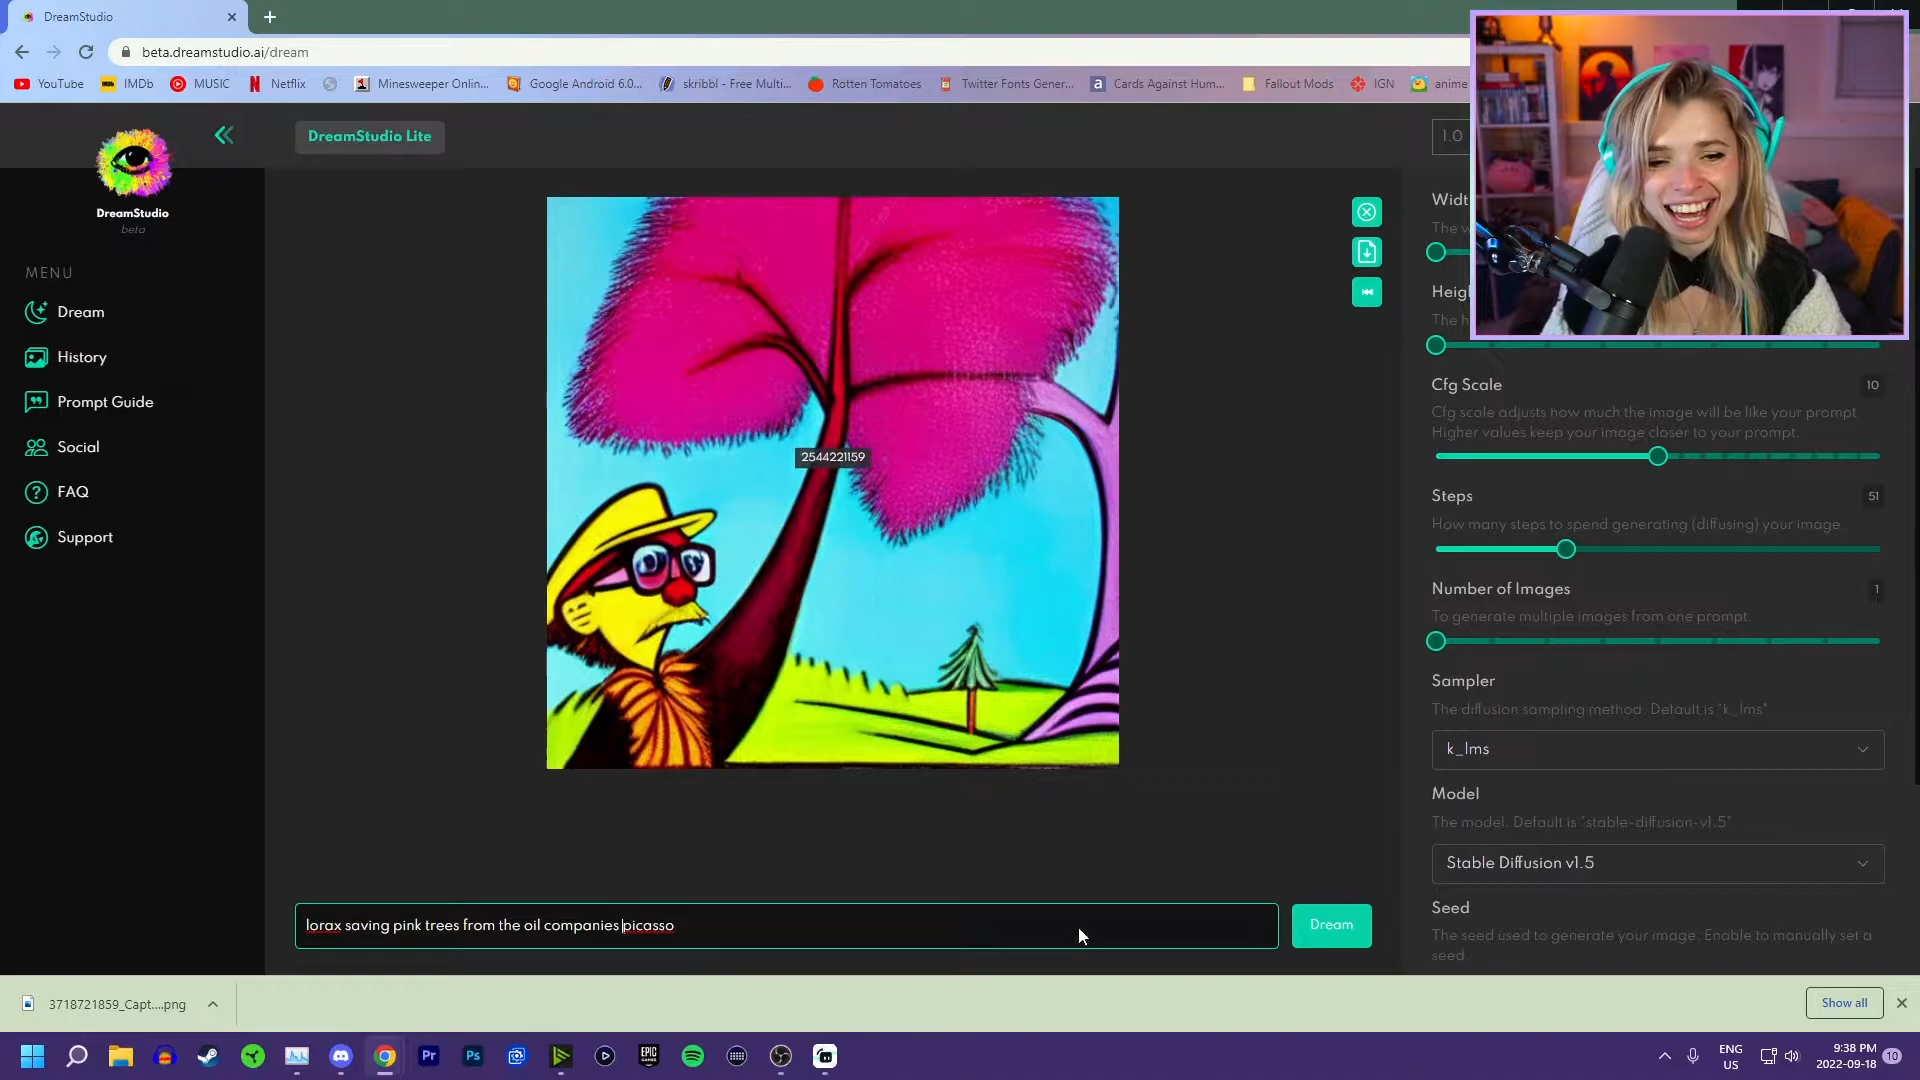 DreamStudio
beta.dreamstudio.ai/dream
YouTube
IMDb
MUSIC
Netflix
Minesweeper Onlin...
Google Android 6.0...
skribbl - Free Multi...
Rotten Tomatoes
Twitter Fonts Gener...
Cards Against Hum...
Fallout Mods
IGN
anime
DreamStudio
beta
DreamStudio Lite
1.0
MENU
Dream
History
Prompt Guide
Social
FAQ
Support
2544221159
Cfg Scale
10
Cfg scale adjusts how much the image will be like your prompt
Higher values keep your image closer to your prompt.
Steps
51
How many steps to spend generating (diffusing) your image.
Number of Images
1
To generate multiple images from one prompt.
Sampler
The diffusion sampling method. Default is "k_lms"
k_lms
Model
The model. Default is "stable-diffusion-v1.5"
Stable Diffusion v1.5
Seed
The seed used to generate your image. Enable to manually set a
seed.
lorax saving pink trees from the oil companies picasso
Dream
3718721859_Capt....png
Show all
Pr
Ps
EPIC
GAMES
ENG
US
9:38 PM
2022-09-18
10